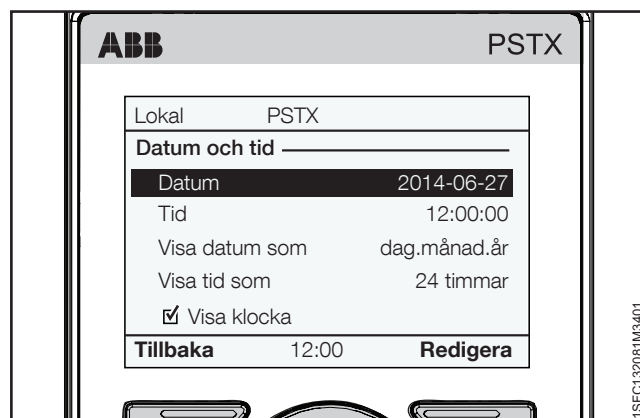 ABB PSTX
Lokal PSTX
Datum och tid
Datum 2014-06-27
Tid 12:00:00
Visa datum som dag.månad.år
Visa tid som 24 timmar
Visa klocka
Tillbaka 12:00 Redigera
1SFC132081M3401